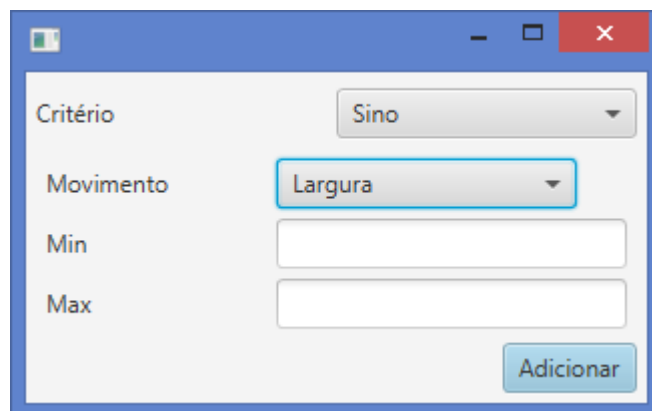 Critério Sino
Movimento Largura
Min
Max
Adicionar